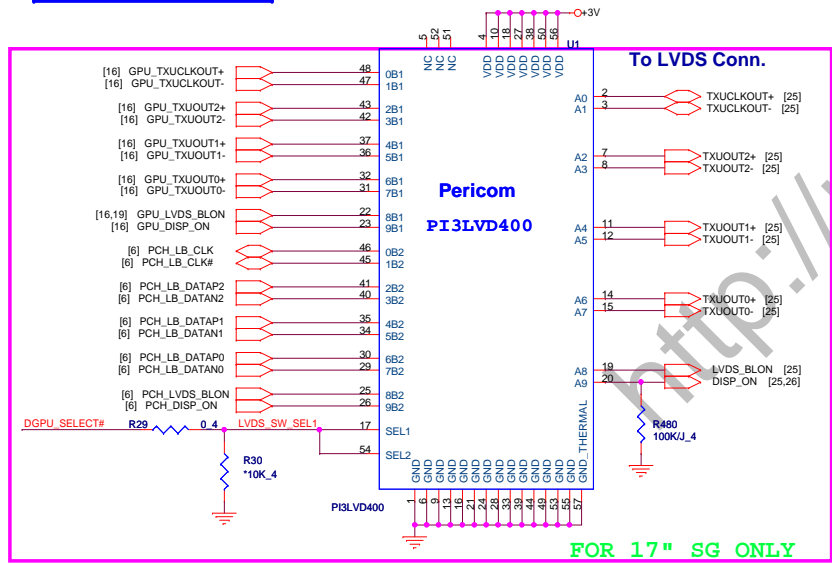 +3V
5 52 51 4 10 18 27 38 50 56
U1
NC NC NC VDD VDD VDD VDD VDD VDD VDD
To LVDS Conn.
[16] GPU_TXUCLKOUT+ 48 0B1
[16] GPU_TXUCLKOUT- 47 1B1
A0 2 TXUCLKOUT+ [25]
A1 3 TXUCLKOUT- [25]
[16] GPU_TXUOUT2+ 43 2B1
[16] GPU_TXUOUT2- 42 3B1
[16] GPU_TXUOUT1+ 37 4B1
[16] GPU_TXUOUT1- 36 5B1
A2 7 TXUOUT2+ [25]
A3 8 TXUOUT2- [25]
[16] GPU_TXUOUT0+ 32 6B1
[16] GPU_TXUOUT0- 31 7B1
Pericom
PI3LVD400
[16,19] GPU_LVDS_BLON 22 8B1
[16] GPU_DISP_ON 23 9B1
A4 11 TXUOUT1+ [25]
A5 12 TXUOUT1- [25]
[6] PCH_LB_CLK 46 0B2
[6] PCH_LB_CLK# 45 1B2
[6] PCH_LB_DATAP2 41 2B2
[6] PCH_LB_DATAN2 40 3B2
A6 14 TXUOUT0+ [25]
A7 15 TXUOUT0- [25]
[6] PCH_LB_DATAP1 35 4B2
[6] PCH_LB_DATAN1 34 5B2
[6] PCH_LB_DATAP0 30 6B2
[6] PCH_LB_DATAN0 29 7B2
A8 19 LVDS_BLON [25]
A9 20 DISP_ON [25,26]
[6] PCH_LVDS_BLON 25 8B2
[6] PCH_DISP_ON 26 9B2
DGPU_SELECT# R29 0_4 LVDS_SW_SEL1 17 SEL1
54 SEL2
R480
100K/J_4
R30
*10K_4
GND GND GND GND GND GND GND GND GND GND GND GND GND GND GND GND_THERMAL
PI3LVD400
1 6 9 13 16 21 24 28 33 39 44 49 53 55 57
FOR 17" SG ONLY
http://